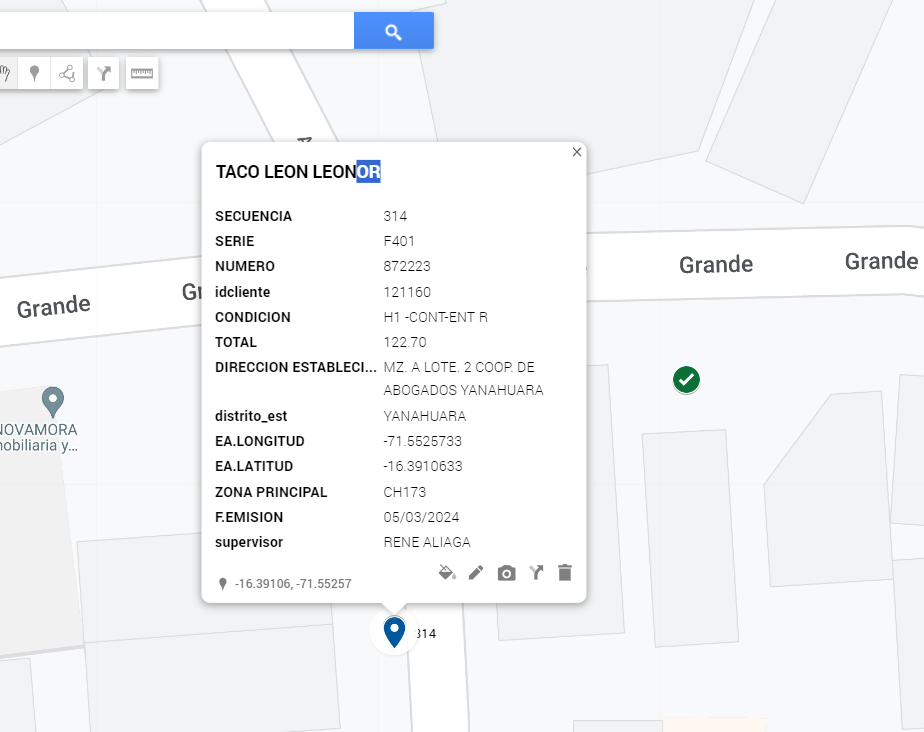 TACO LEON LEONOR
SECUENCIA 314
SERIE F401
NUMERO 872223
idcliente 121160
CONDICION H1 -CONT-ENT R
TOTAL 122.70
DIRECCION ESTABLECI... MZ. A LOTE. 2 COOP. DE
ABOGADOS YANAHUARA
distrito_est YANAHUARA
EA.LONGITUD -71.5525733
EA.LATITUD -16.3910633
ZONA PRINCIPAL CH173
F.EMISION 05/03/2024
supervisor RENE ALIAGA
-16.39106, -71.55257
314
Grande
Gr
Grande
Grande
NOVAMORA
nobiliaria y...